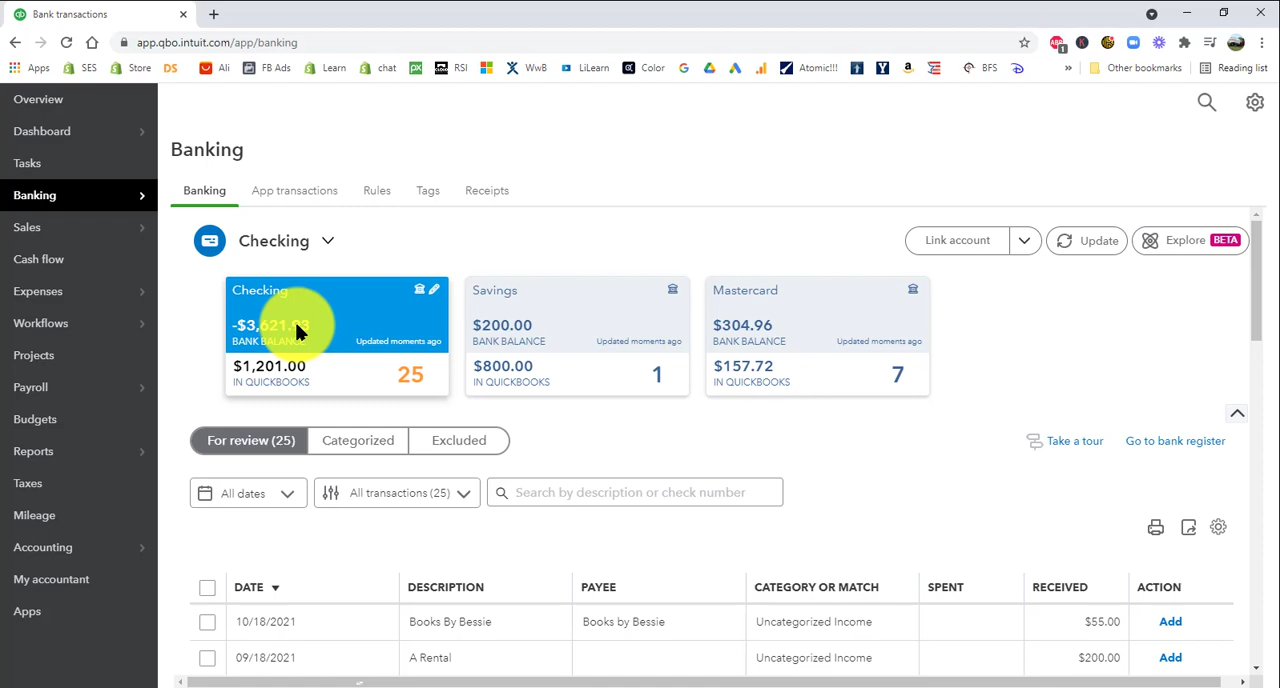 Bank transactions
app.qbo.intuit.com/app/banking
Apps SES Store DS Ali FB Ads Learn chat RSI WwB LiLearn Color Atomic!!! BFS » Other bookmarks Reading list
Overview
Dashboard
Tasks
Banking
Sales
Cash flow
Expenses
Workflows
Projects
Payroll
Budgets
Reports
Taxes
Mileage
Accounting
My accountant
Apps
Banking
Banking App transactions Rules Tags Receipts
Checking
Link account Update Explore BETA
Checking
-$3,621.93
BANK BALANCE Updated moments ago
$1,201.00
IN QUICKBOOKS 25
Savings
$200.00
BANK BALANCE Updated moments ago
$800.00
IN QUICKBOOKS 1
Mastercard
$304.96
BANK BALANCE Updated moments ago
$157.72
IN QUICKBOOKS 7
For review (25) Categorized Excluded
Take a tour Go to bank register
All dates All transactions (25) Search by description or check number
DATE DESCRIPTION PAYEE CATEGORY OR MATCH SPENT RECEIVED ACTION
10/18/2021 Books By Bessie Books by Bessie Uncategorized Income $55.00 Add
09/18/2021 A Rental Uncategorized Income $200.00 Add